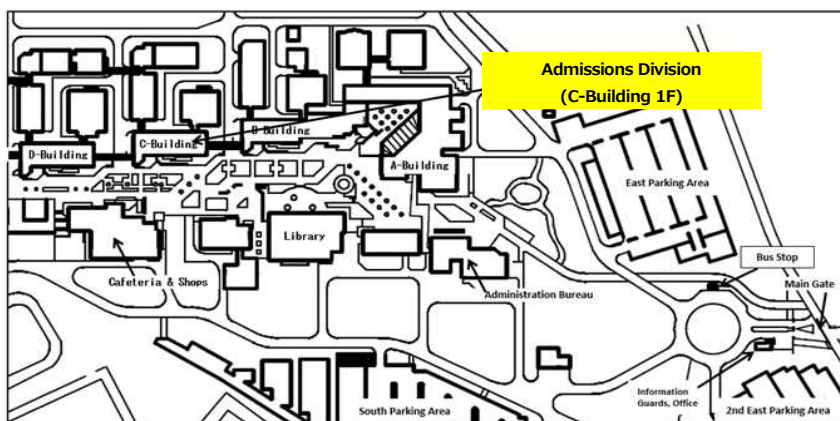 Admissions Division
(C-Building 1F)
B-Building
C-Building
D-Building
A-Building
East Parking Area
Library
Bus Stop
Cafeteria & Shops
Administration Bureau
Main Gate
Information
Guards, Office
South Parking Area
2nd East Parking Area